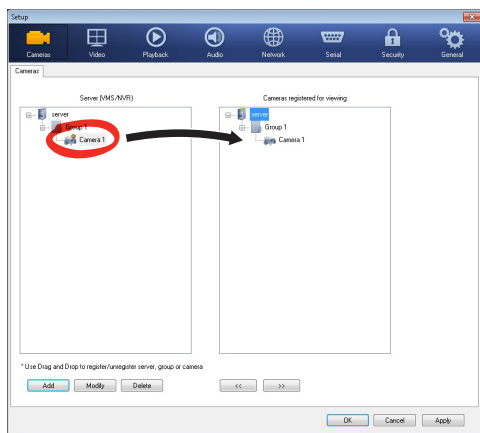 Setup
Cameras Video Playback Audio Network Serial Security General
Cameras
Server (VMS/NVR) Cameras registered for viewing
server server
Group 1 Group 1
Camera 1 Camera 1
* Use Drag and Drop to register/unregister server, group or camera
Add Modify Delete << >>
OK Cancel Apply